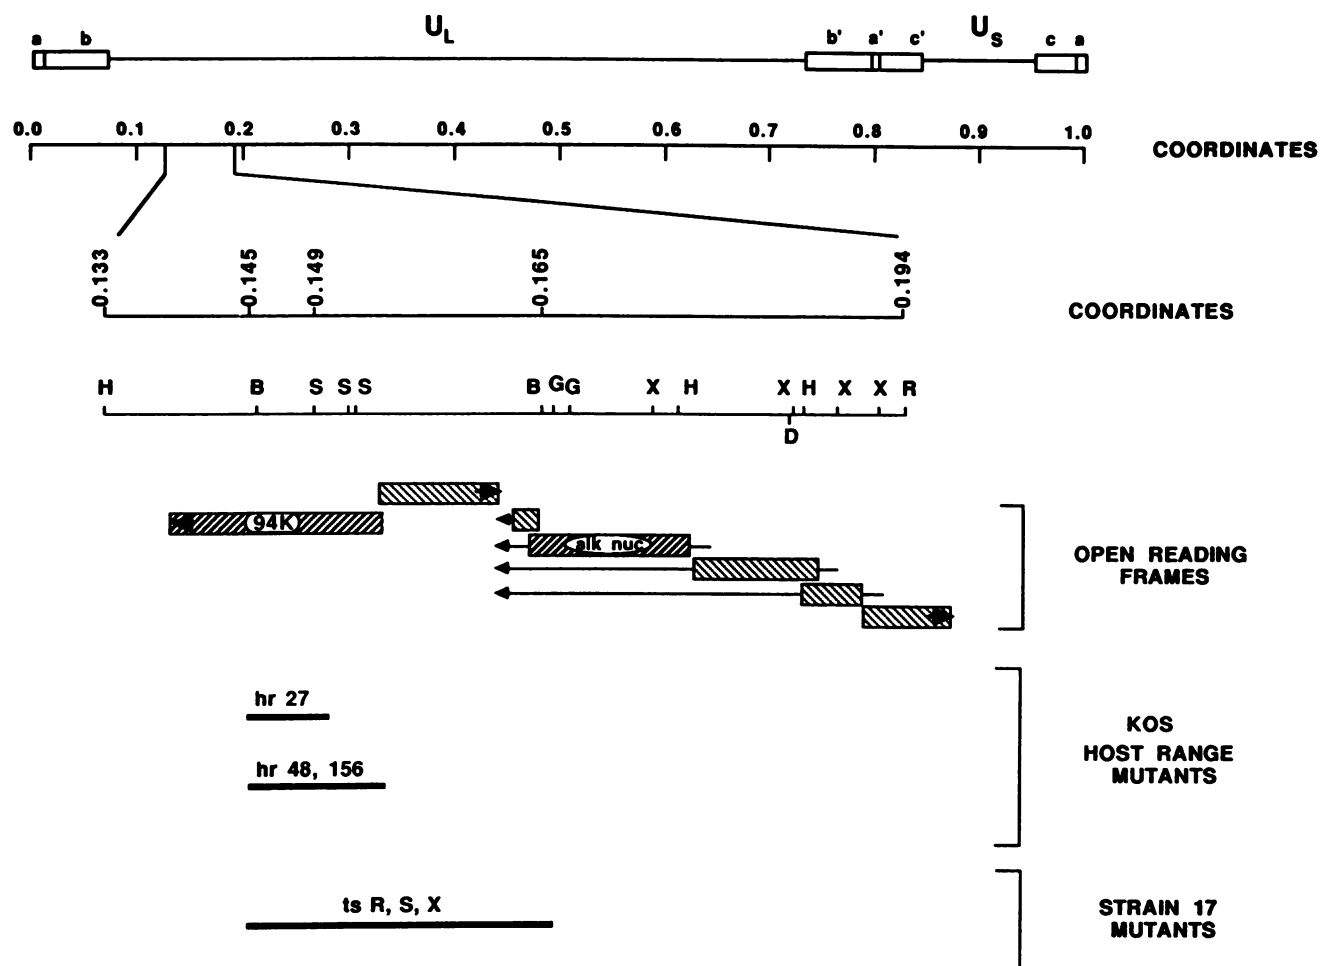 U_L U_S
a b b' a' c' c a
0.0 0.1 0.2 0.3 0.4 0.5 0.6 0.7 0.8 0.9 1.0
COORDINATES
0.133 0.145 0.149 0.165 0.194
COORDINATES
H B S S S B G G X H X H X X R
D
94K
alk nuc
OPEN READING
FRAMES
hr 27
hr 48, 156
KOS
HOST RANGE
MUTANTS
ts R, S, X
STRAIN 17
MUTANTS